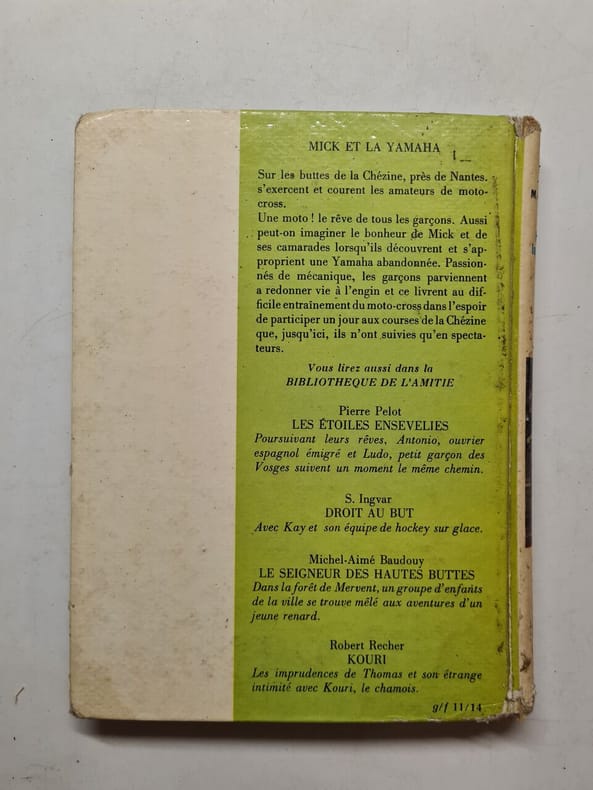 MICK ET LA YAMAHA
Sur les buttes de la Chézine, près de Nantes.
s'exercent et courent les amateurs de moto-
cross.
Une moto ! le rêve de tous les garçons. Aussi
peut-on imaginer le bonheur de Mick et de
ses camarades lorsqu'ils découvrent et s'ap-
proprient une Yamaha abandonnée. Passion-
nés de mécanique, les garçons parviennent
a redonner vie à l'engin et ce livrent au dif-
ficile entraînement du moto-cross dans l'espoir
de participer un jour aux courses de la Chézine
que, jusqu'ici, ils n'ont suivies qu'en specta-
teurs.
Vous lirez aussi dans la
BIBLIOTHEQUE DE L'AMITIE
Pierre Pelot
LES ÉTOILES ENSEVELIES
Poursuivant leurs rêves, Antonio, ouvrier
espagnol émigré et Ludo, petit garçon des
Vosges suivent un moment le même chemin.
S. Ingvar
DROIT AU BUT
Avec Kay et son équipe de hockey sur glace.
Michel-Aimé Baudouy
LE SEIGNEUR DES HAUTES BUTTES
Dans la forêt de Mervent, un groupe d'enfants
de la ville se trouve mêlé aux aventures d'un
jeune renard.
Robert Recher
KOURI
Les imprudences de Thomas et son étrange
intimité avec Kouri, le chamois.
g/f 11/14